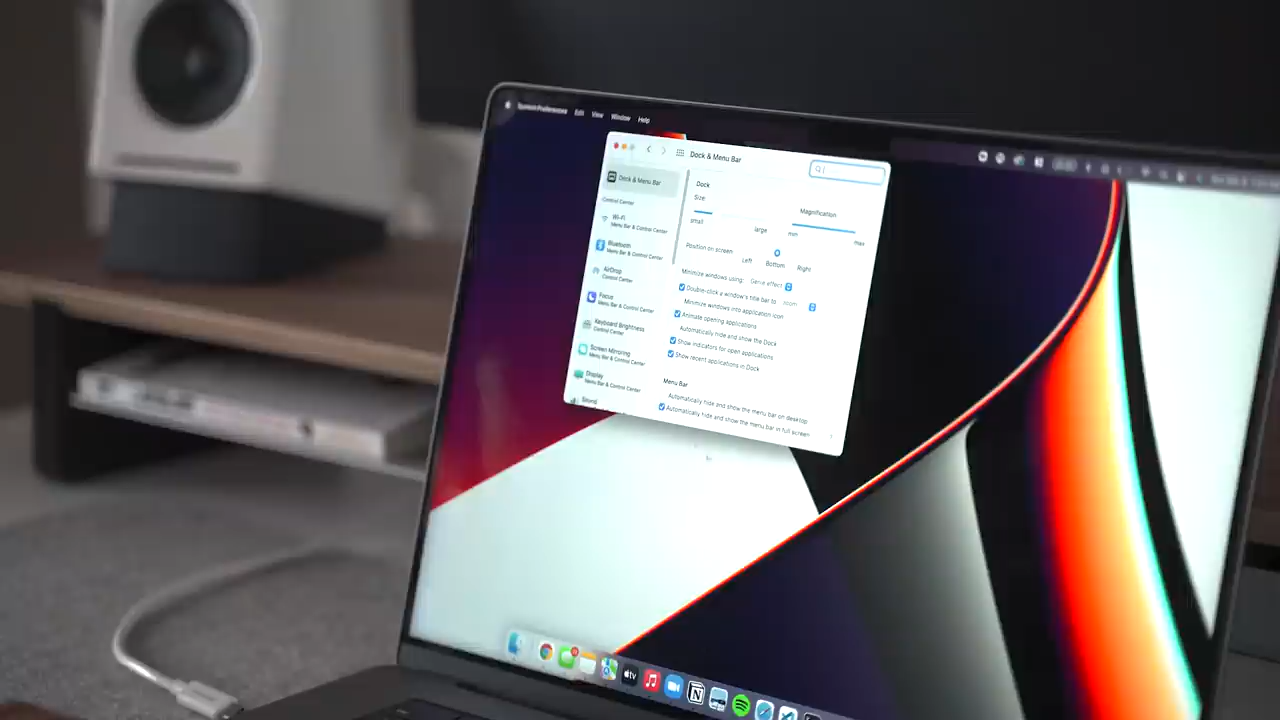 System Preferences Edit View Window Help
Dock & Menu Bar
Dock & Menu Bar
Control Center
Wi-Fi
Menu Bar & Control Center
Bluetooth
Menu Bar & Control Center
AirDrop
Control Center
Focus
Menu Bar & Control Center
Keyboard Brightness
Control Center
Screen Mirroring
Menu Bar & Control Center
Display
Menu Bar & Control Center
Sound
Dock
Size:
small large
Magnification
min max
Position on screen
Left Bottom Right
Minimize windows using: Genie effect
Double-click a window's title bar to zoom
Minimize windows into application icon
Animate opening applications
Automatically hide and show the Dock
Show indicators for open applications
Show recent applications in Dock
Menu Bar
Automatically hide and show the menu bar on desktop
Automatically hide and show the menu bar in full screen
tv
N